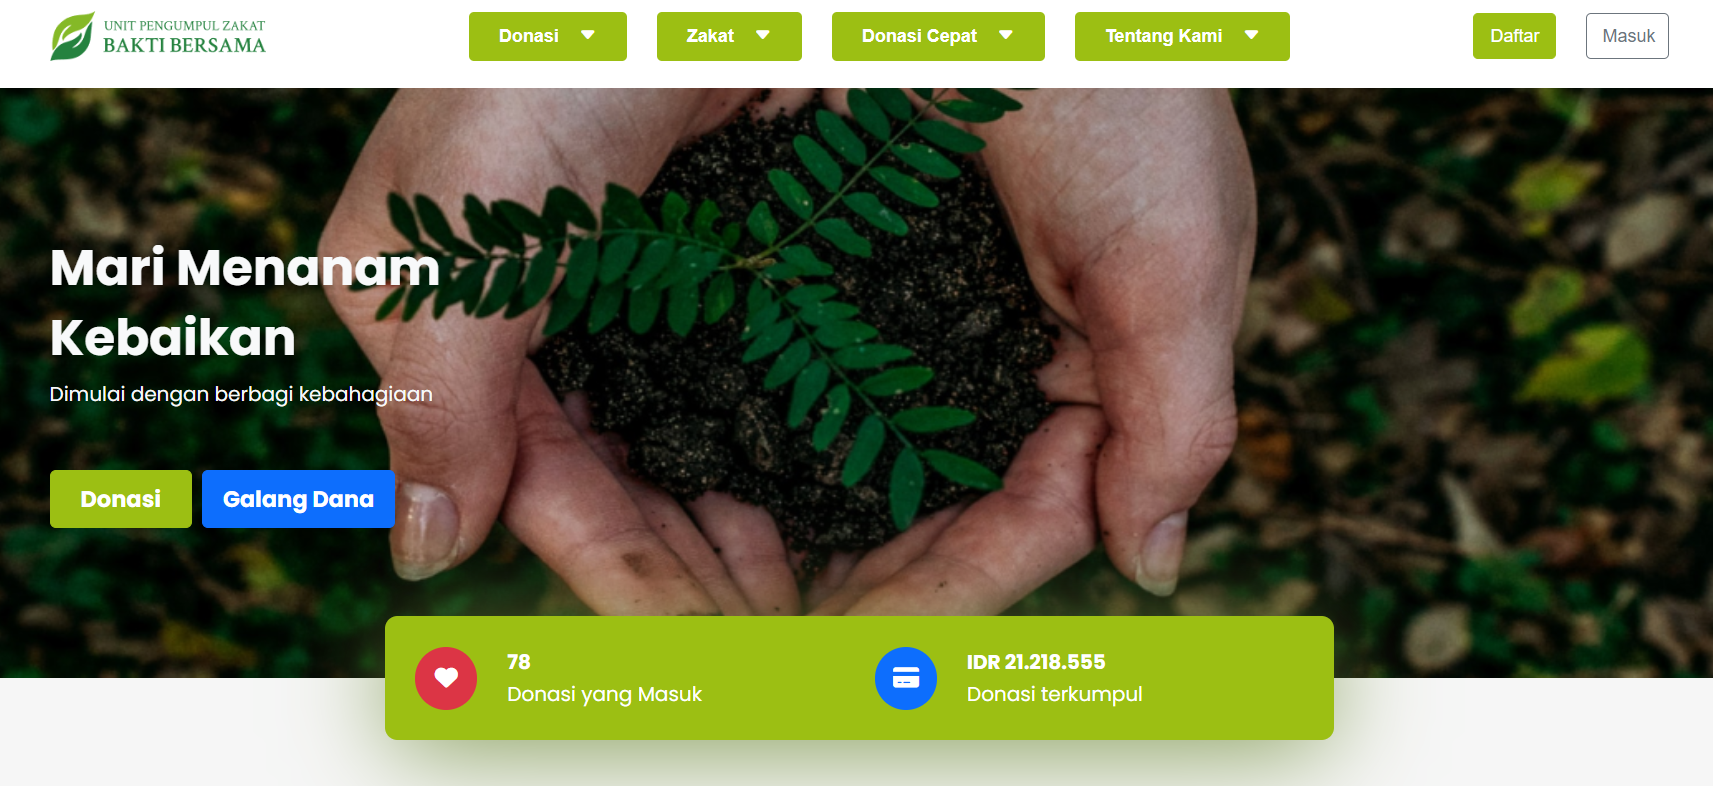 UNIT PENGUMPUL ZAKAT
BAKTI BERSAMA
Donasi
Zakat
Donasi Cepat
Tentang Kami
Daftar
Masuk
Mari Menanam
Kebaikan
Dimulai dengan berbagi kebahagiaan
Donasi
Galang Dana
78
Donasi yang Masuk
IDR 21.218.555
Donasi terkumpul